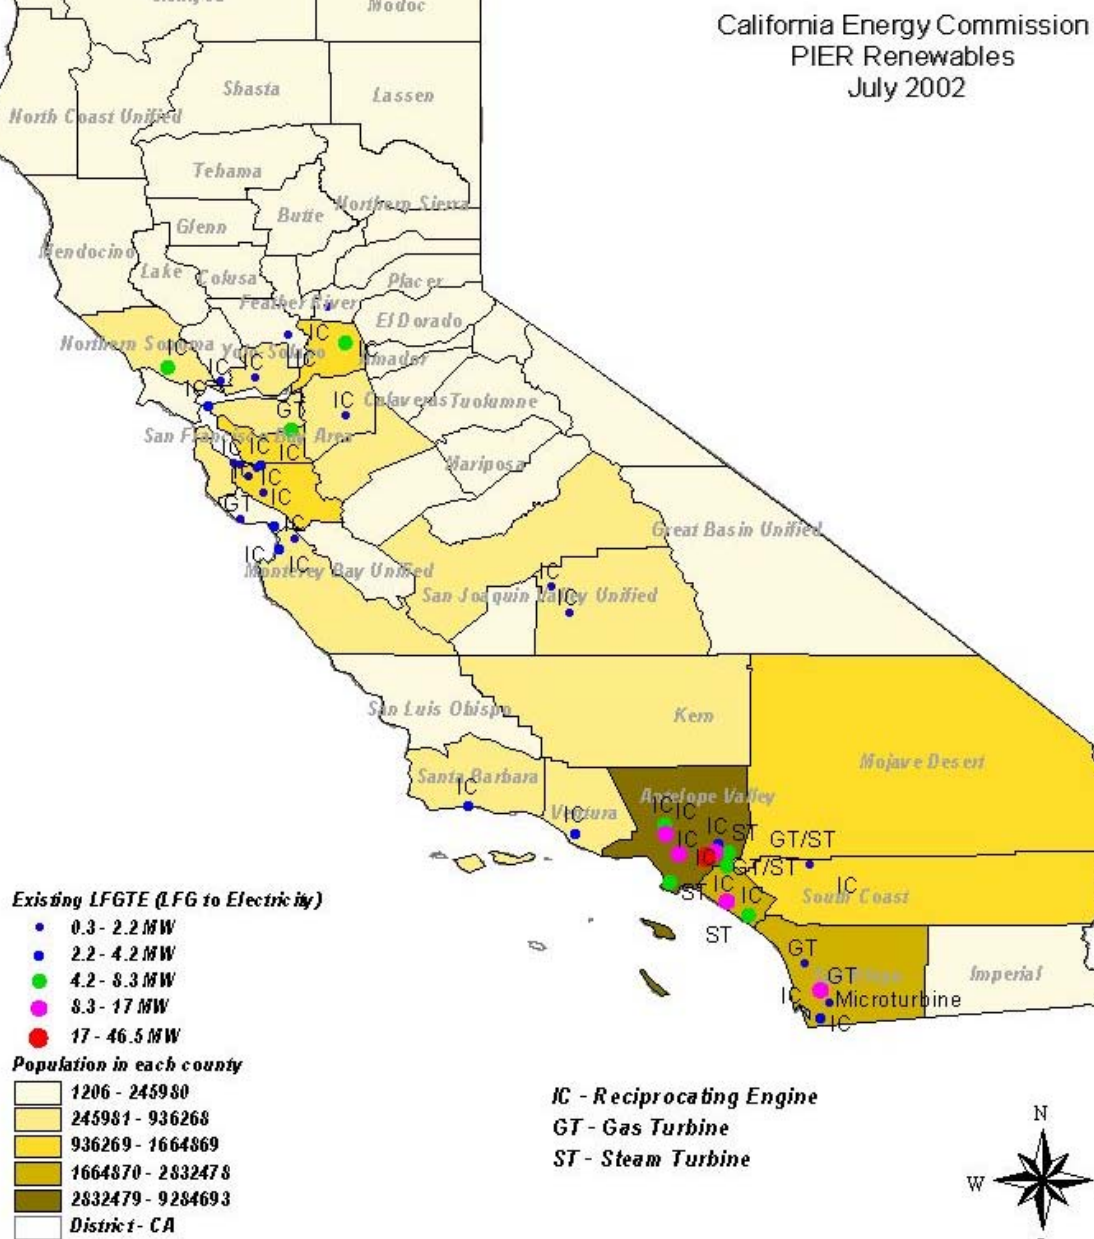 California Energy Commission
PIER Renewables
July 2002
Modoc
Shasta
Lassen
North Coast Unified
Tehama
Northern Sierra
Butte
Glenn
Mendocino
Lake
Colusa
Placer
Feather River
El Dorado
IC
Northern Sonoma
Yolo-Solano
Amador
IC
IC
IC
IC
IC
Calaveras
Tuolumne
GT
San Francisco Bay Area
IC
IC
IC
Mariposa
IC
IC
IC
GT
IC
Great Basin Unified
IC
IC
Monterey Bay Unified
IC
San Joaquin Valley Unified
IC
San Luis Obispo
Kern
Mojave Desert
Santa Barbara
IC
Antelope Valley
Ventura
IC
IC
IC
IC
IC
ST
GT/ST
IC
GT/ST
IC
South Coast
ST
IC
IC
ST
GT
GT
Imperial
IC
Microturbine
IC
Existing LFGTE (LFG to Electricity)
0.3 - 2.2 MW
2.2 - 4.2 MW
4.2 - 8.3 MW
8.3 - 17 MW
17 - 46.5 MW
Population in each county
1206 - 245980
245981 - 936268
936269 - 1664869
1664870 - 2832478
2832479 - 9284693
District - CA
IC - Reciprocating Engine
GT - Gas Turbine
ST - Steam Turbine
N
W